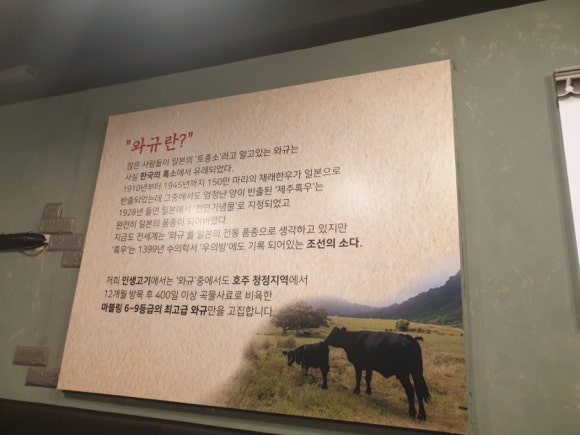 "와규란?"
많은 사람들이 일본의 '토종소'라고 알고있는 와규는
사실 한국의 흑소에서 유래되었다.
1910년부터 1945년까지 150만 마리의 재래한우가 일본으로
반출되었는데 그중에서도 엄청난 양이 반출된 '제주흑우'는
1928년 돌연 일본에서 '천연기념물'로 지정되었고
완전히 일본의 품종이 되어버렸다.
지금도 전세계는 '와규'를 일본의 전통 품종으로 생각하고 있지만
'흑우'는 1399년 수의학서 '우의방'에도 기록 되어있는 조선의 소다.
저희 인생고기에서는 '와규'중에서도 호주 청정지역에서
12개월 방목 후 400일 이상 곡물사료로 비육한
마블링 6-9등급의 최고급 와규만을 고집합니다.